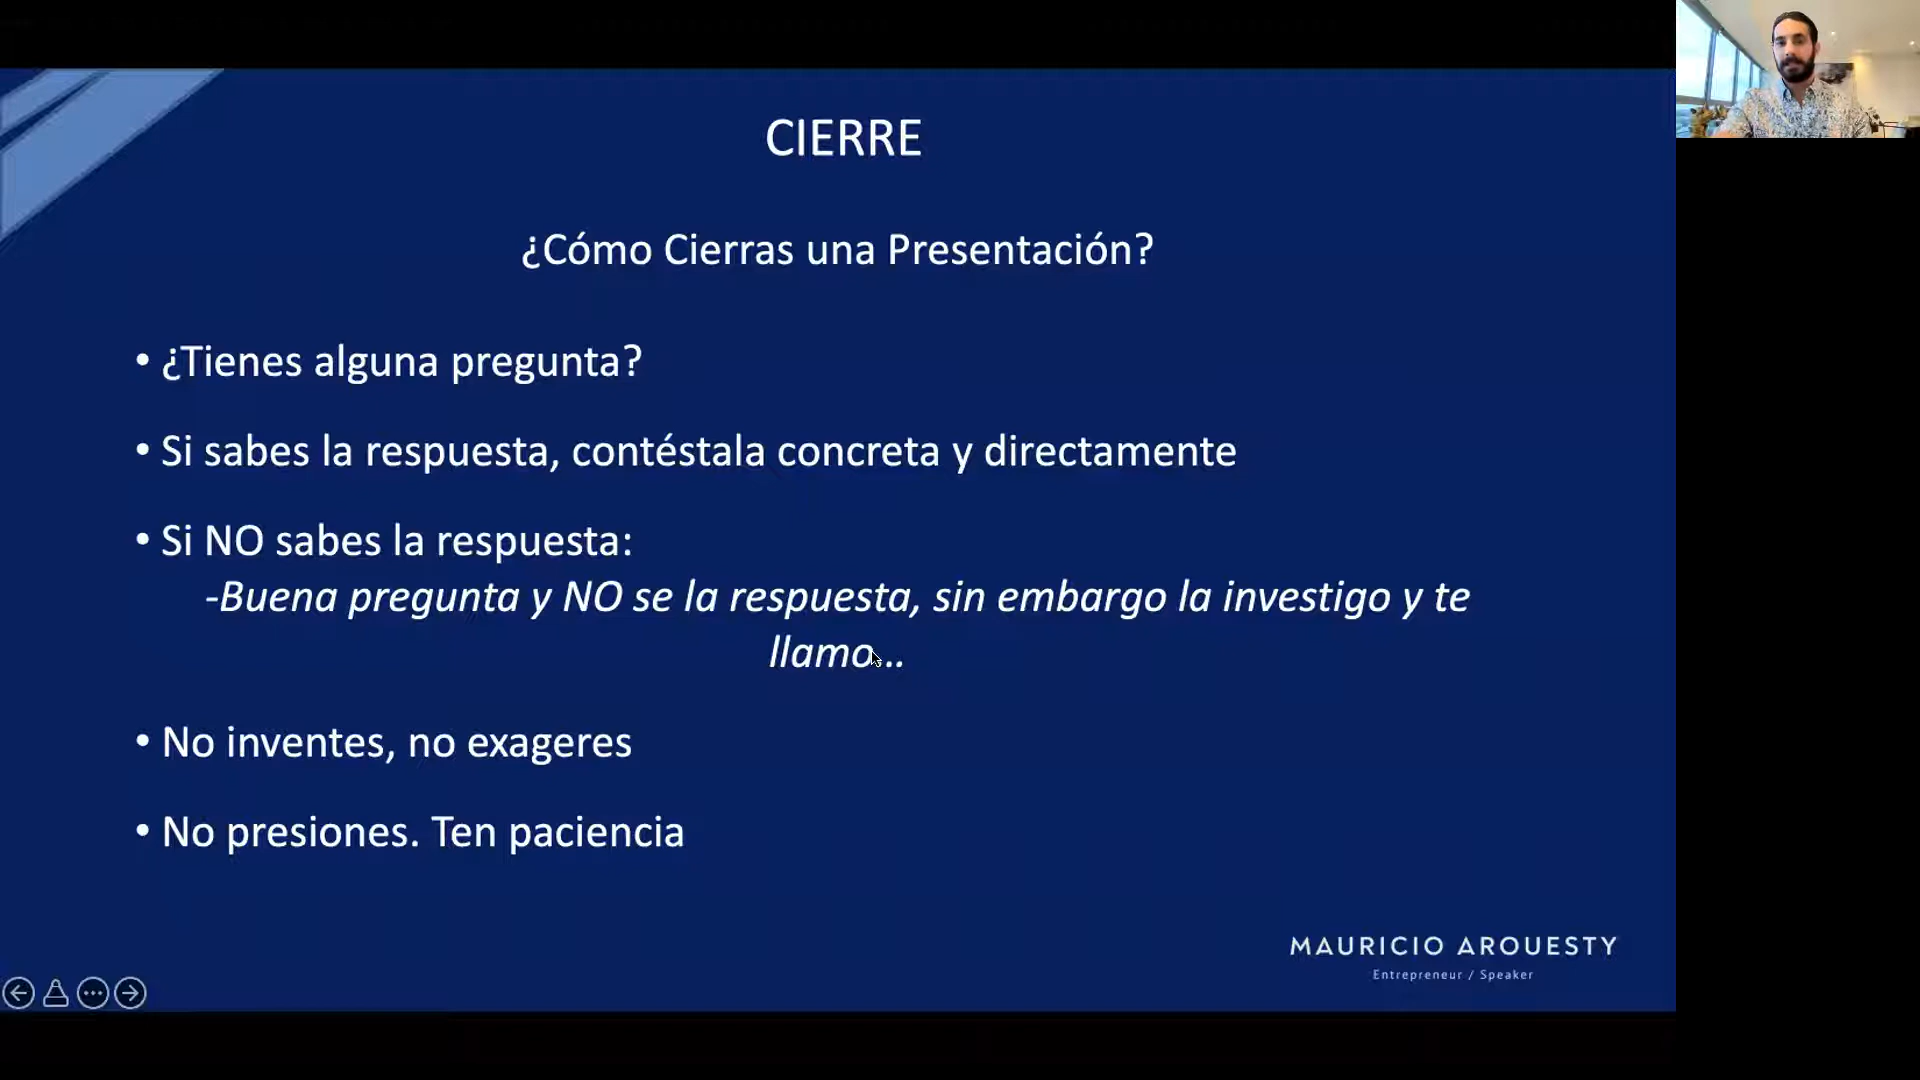 CIERRE
¿Cómo Cierras una Presentación?
• ¿Tienes alguna pregunta?
• Si sabes la respuesta, contéstala concreta y directamente
• Si NO sabes la respuesta:
-Buena pregunta y NO se la respuesta, sin embargo la investigo y te
llamo...
• No inventes, no exageres
• No presiones. Ten paciencia
MAURICIO AROUESTY
Entrepreneur / Speaker